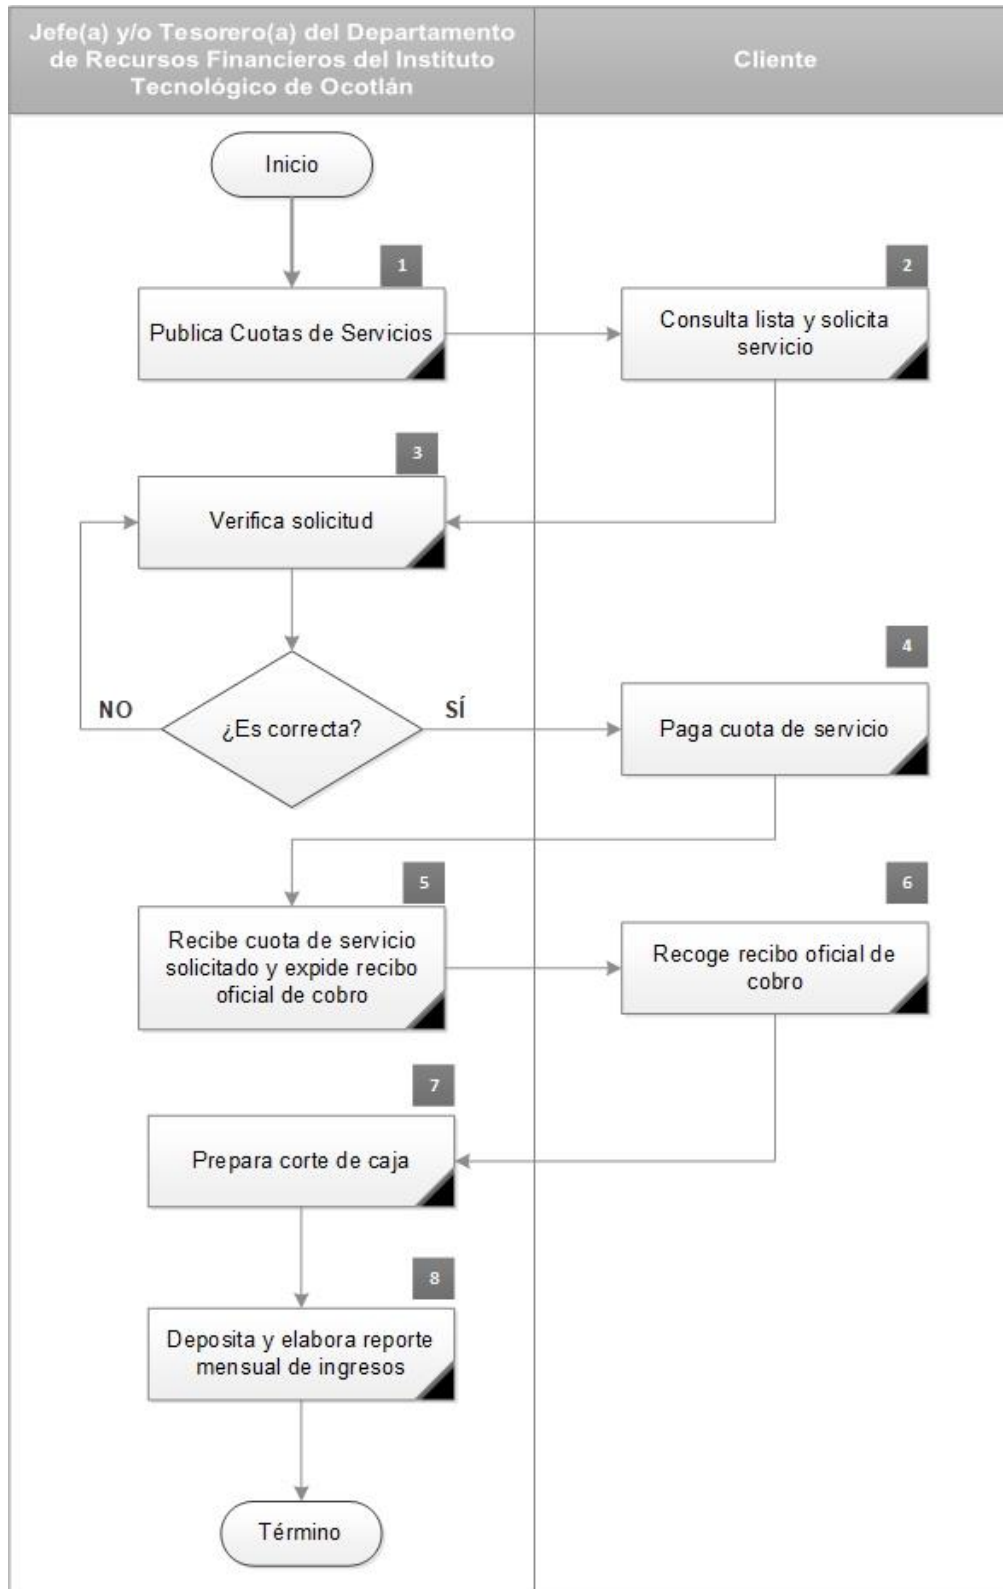 Jefe(a) y/o Tesorero(a) del Departamento
de Recursos Financieros del Instituto
Tecnológico de Ocotlán
Cliente
Inicio
1
Publica Cuotas de Servicios
2
Consulta lista y solicita
servicio
3
Verifica solicitud
¿Es correcta?
NO
SÍ
4
Paga cuota de servicio
5
Recibe cuota de servicio
solicitado y expide recibo
oficial de cobro
6
Recoge recibo oficial de
cobro
7
Prepara corte de caja
8
Deposita y elabora reporte
mensual de ingresos
Término